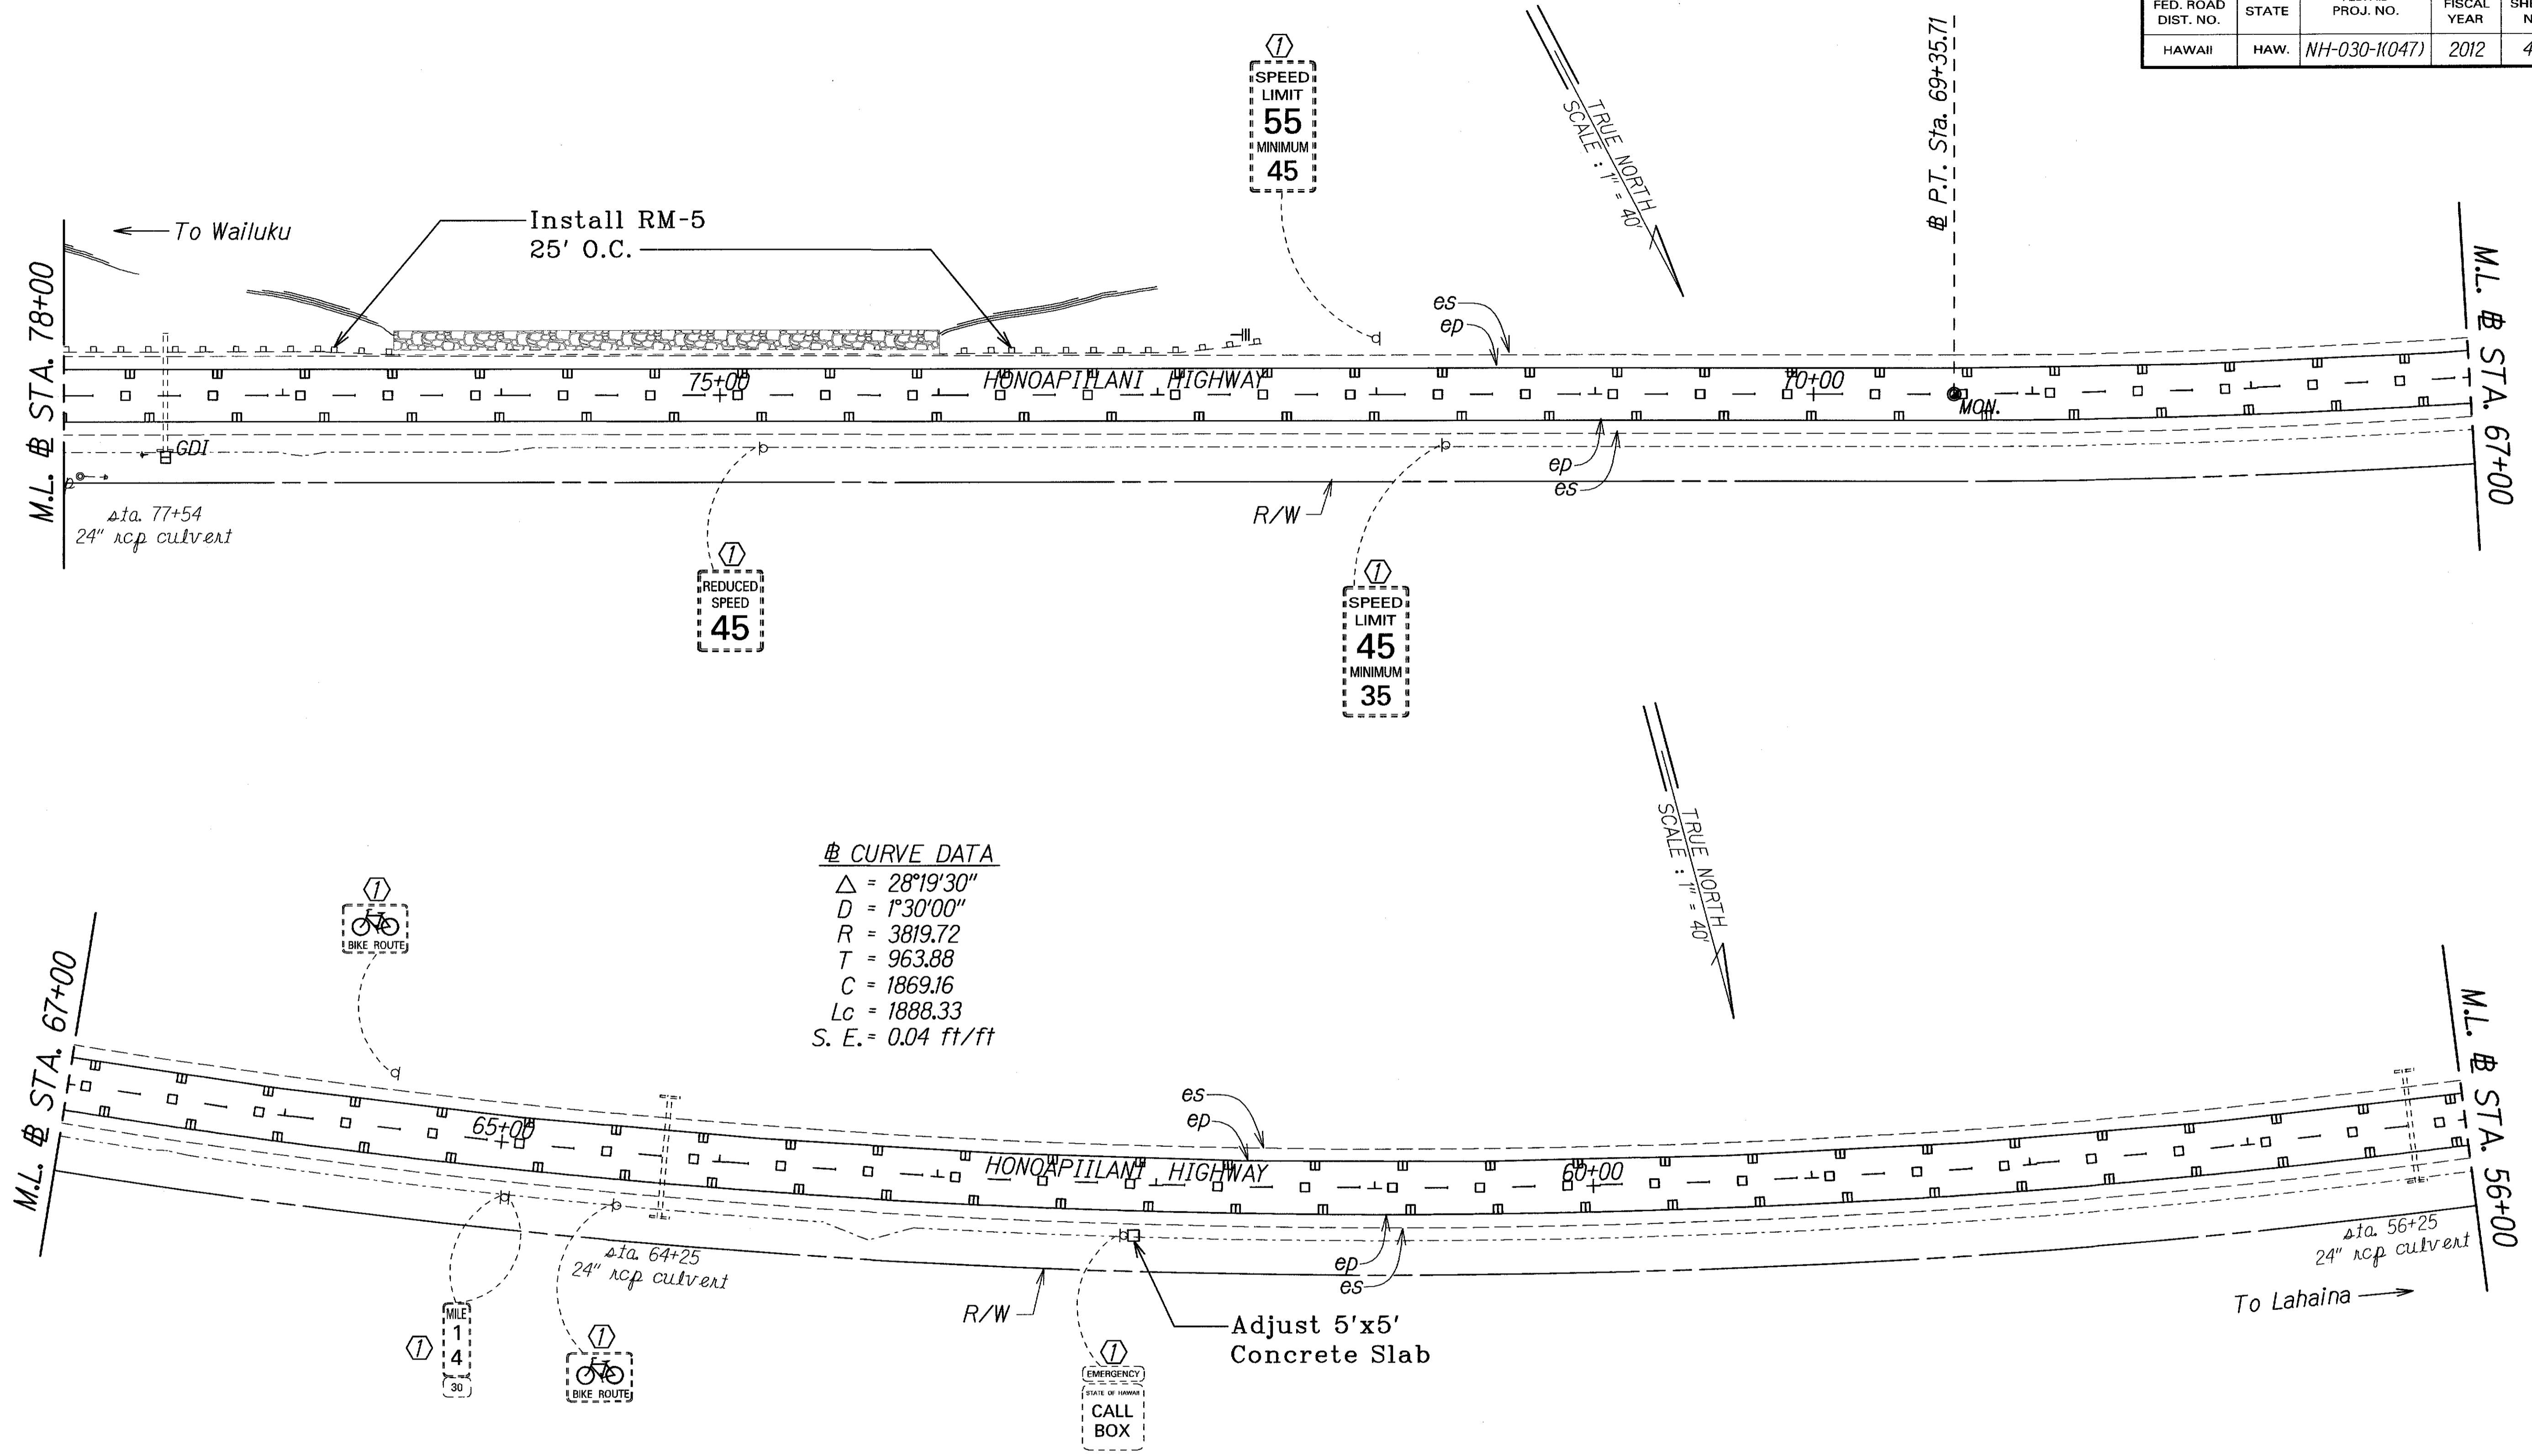 FED. ROAD DIST. NO.
STATE
PROJ. NO.
FISCAL YEAR
HAWAII
HAW.
NH-030-1(047)
2012
℄ P.T. Sta. 69+35.71
1
SPEED
LIMIT
55
MINIMUM
45
TRUE NORTH
SCALE : 1" = 40'
To Wailuku
Install RM-5
25' O.C.
M.L. ℄ STA. 78+00
es
ep
75+00
HONOAPIILANI HIGHWAY
70+00
MON.
M.L. ℄ STA. 67+00
GDI
sta. 77+54
24" rcp culvert
ep
es
R/W
1
REDUCED
SPEED
45
1
SPEED
LIMIT
45
MINIMUM
35
TRUE NORTH
SCALE : 1" = 40'
℄ CURVE DATA
△ = 28°19'30"
D = 1°30'00"
R = 3819.72
T = 963.88
C = 1869.16
Lc = 1888.33
S. E. = 0.04 ft/ft
1
BIKE ROUTE
M.L. ℄ STA. 67+00
65+00
es
ep
HONOAPIILANI HIGHWAY
60+00
M.L. ℄ STA. 56+00
sta. 64+25
24" rcp culvert
sta. 56+25
24" rcp culvert
ep
es
R/W
To Lahaina
Adjust 5'x5'
Concrete Slab
1
MILE
1
4
30
1
BIKE ROUTE
1
EMERGENCY
STATE OF HAWAII
CALL
BOX